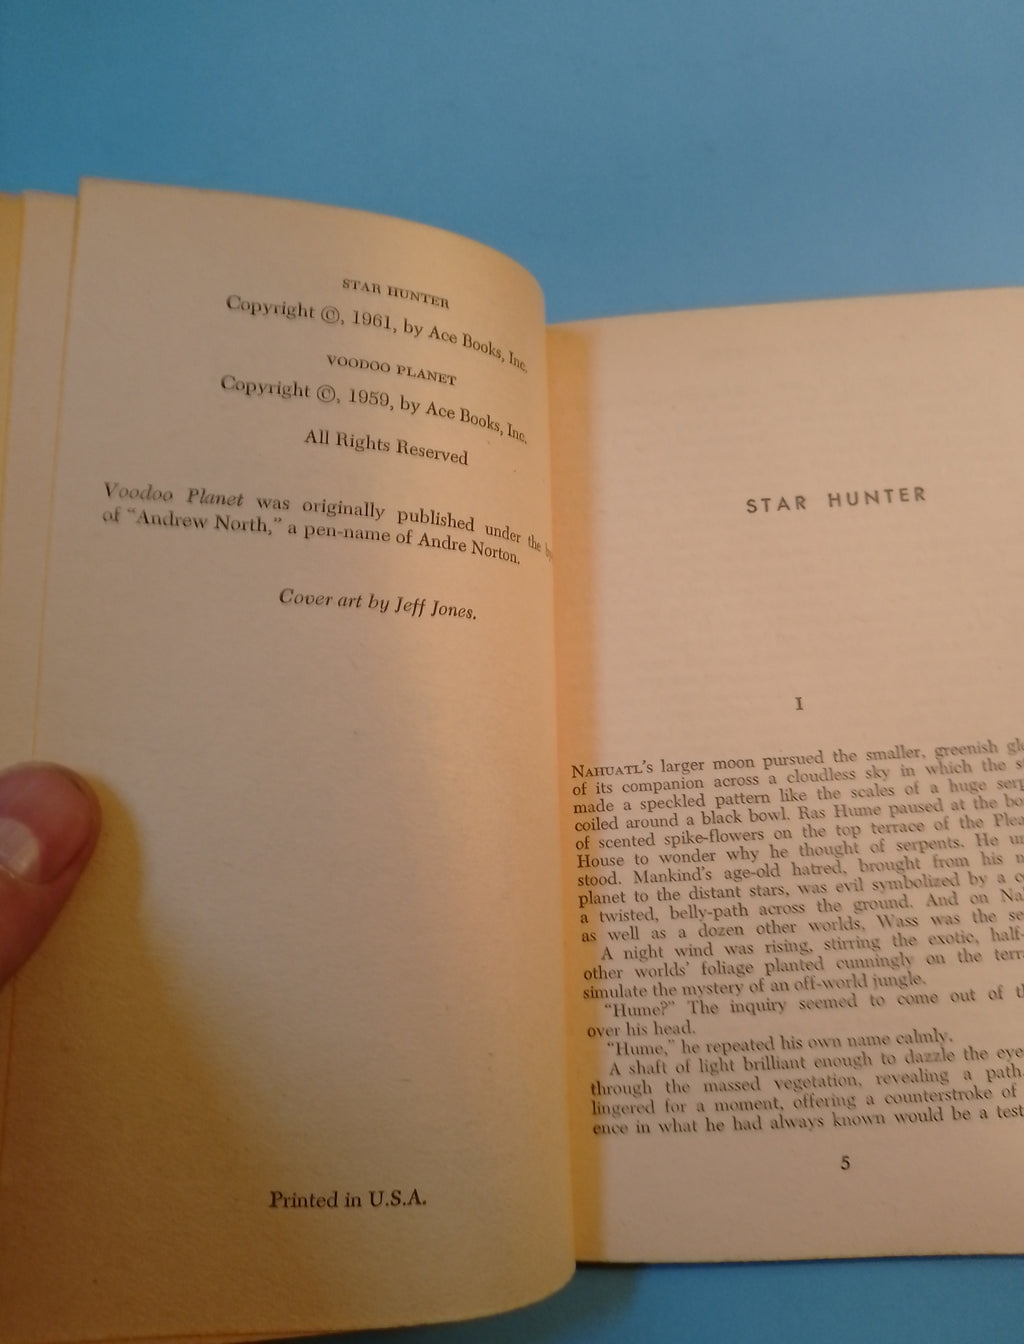 STAR HUNTER
Copyright ©, 1961, by Ace Books, Inc.
VOODOO PLANET
Copyright ©, 1959, by Ace Books, Inc.
All Rights Reserved
Voodoo Planet was originally published under the
of "Andrew North," a pen-name of Andre Norton.
Cover art by Jeff Jones.
Printed in U.S.A.
STAR HUNTER
I
NAHUATL's larger moon pursued the smaller, greenish
of its companion across a cloudless sky in which the
made a speckled pattern like the scales of a huge
coiled around a black bowl. Ras Hume paused at the
of scented spike-flowers on the top terrace of the
House to wonder why he thought of serpents. He
stood. Mankind's age-old hatred, brought from his
planet to the distant stars, was evil symbolized by a
a twisted, belly-path across the ground. And on
as well as a dozen other worlds, Wass was the
A night wind was rising, stirring the exotic, half-
other worlds' foliage planted cunningly on the
simulate the mystery of an off-world jungle.
"Hume?" The inquiry seemed to come out of
over his head.
"Hume," he repeated his own name calmly.
A shaft of light brilliant enough to dazzle the
through the massed vegetation, revealing a path.
lingered for a moment, offering a counterstroke of
ence in what he had always known would be a
5